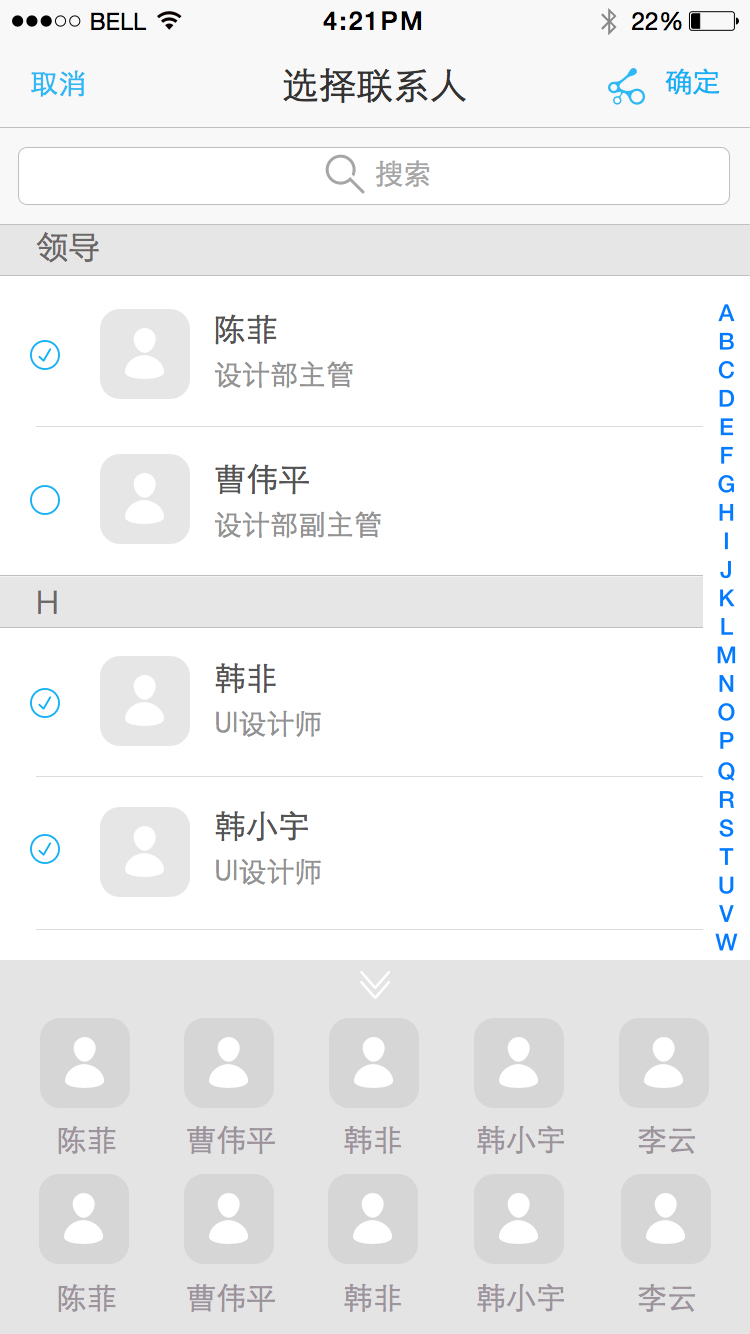 BELL 4:21PM 22%
取消 选择联系人 确定
搜索
领导
陈菲
设计部主管
曹伟平
设计部副主管
H
韩非
UI设计师
韩小宇
UI设计师
A
B
C
D
E
F
G
H
I
J
K
L
M
N
O
P
Q
R
S
T
U
V
W
陈菲 曹伟平 韩非 韩小宇 李云
陈菲 曹伟平 韩非 韩小宇 李云